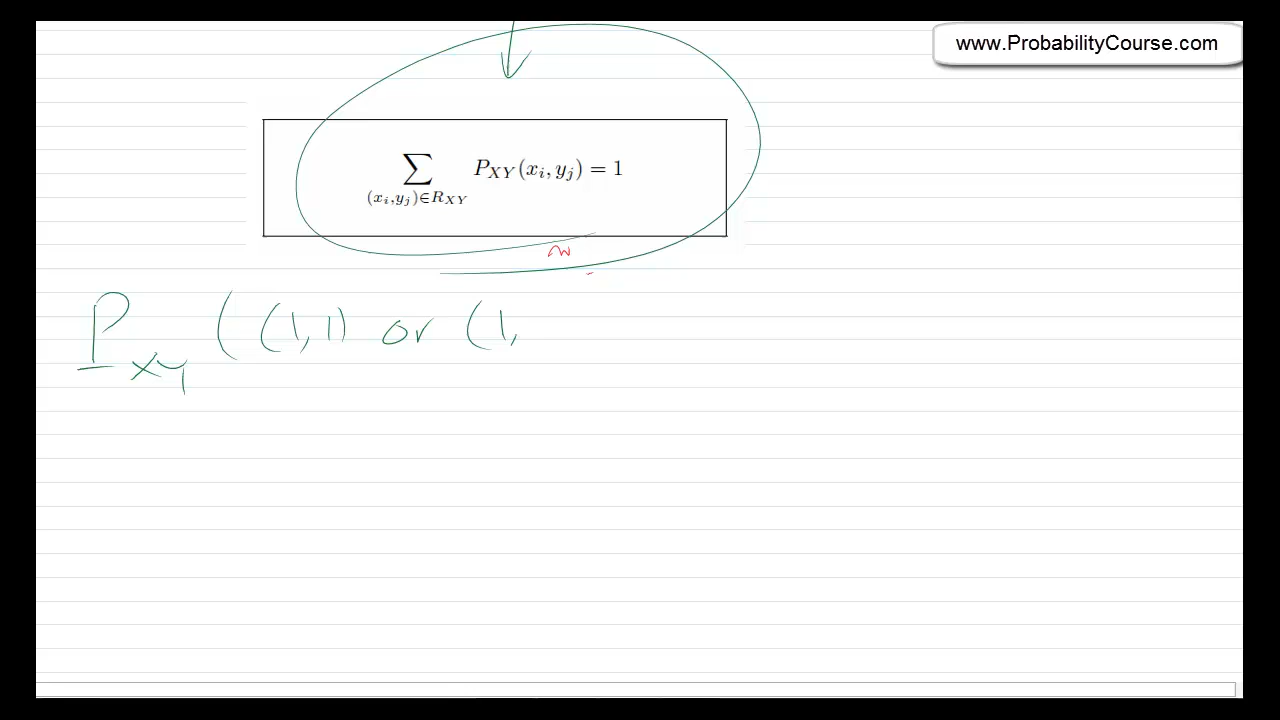 www.ProbabilityCourse.com
∑_{(x_i,y_j)∈R_{XY}} P_{XY}(x_i, y_j) = 1
P_{XY} ( (1,1) or (1,